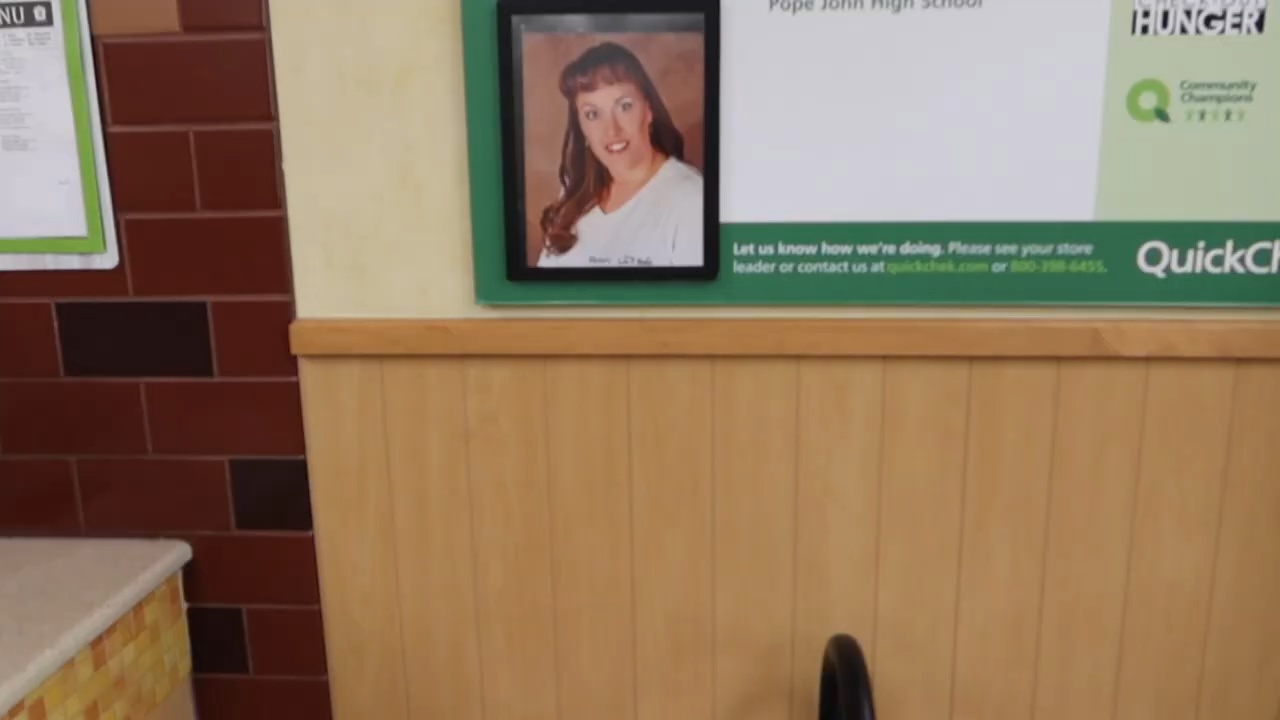 NU
Pope John High School
HUNGER
Community
Champions
Let us know how we're doing. Please see your store
leader or contact us at quickchek.com or 800-398-6455.
QuickCh